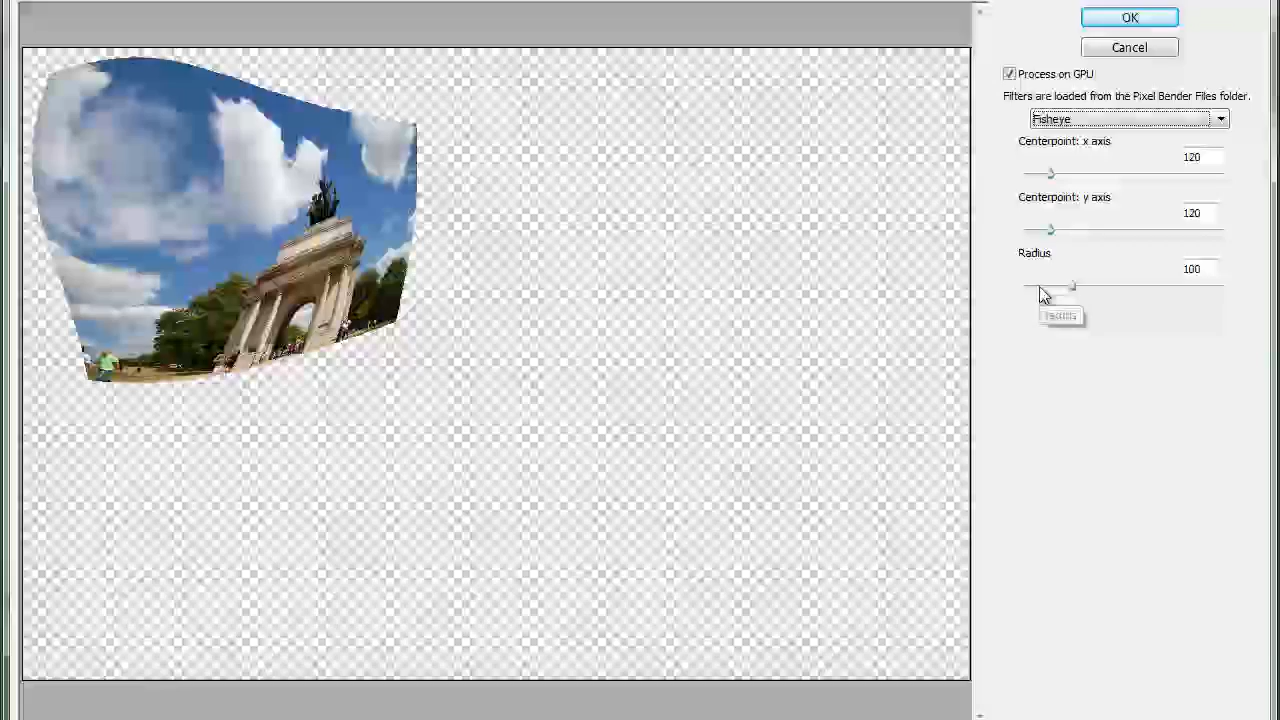 OK
Cancel
Process on GPU
Filters are loaded from the Pixel Bender Files folder.
Fisheye
Centerpoint: x axis
120
Centerpoint: y axis
120
Radius
100
radius